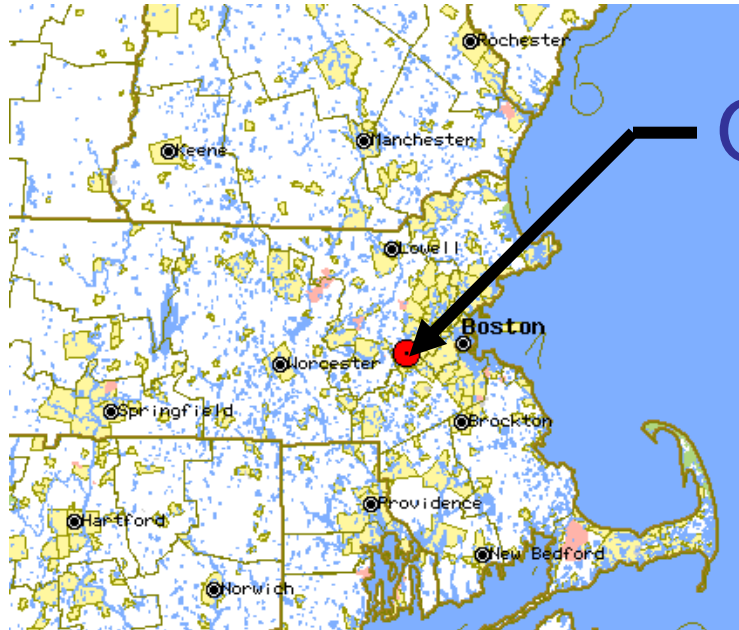 Rochester
Manchester
Keene
Lowell
Boston
Worcester
Springfield
Brockton
Providence
Hartford
New Bedford
Norwich